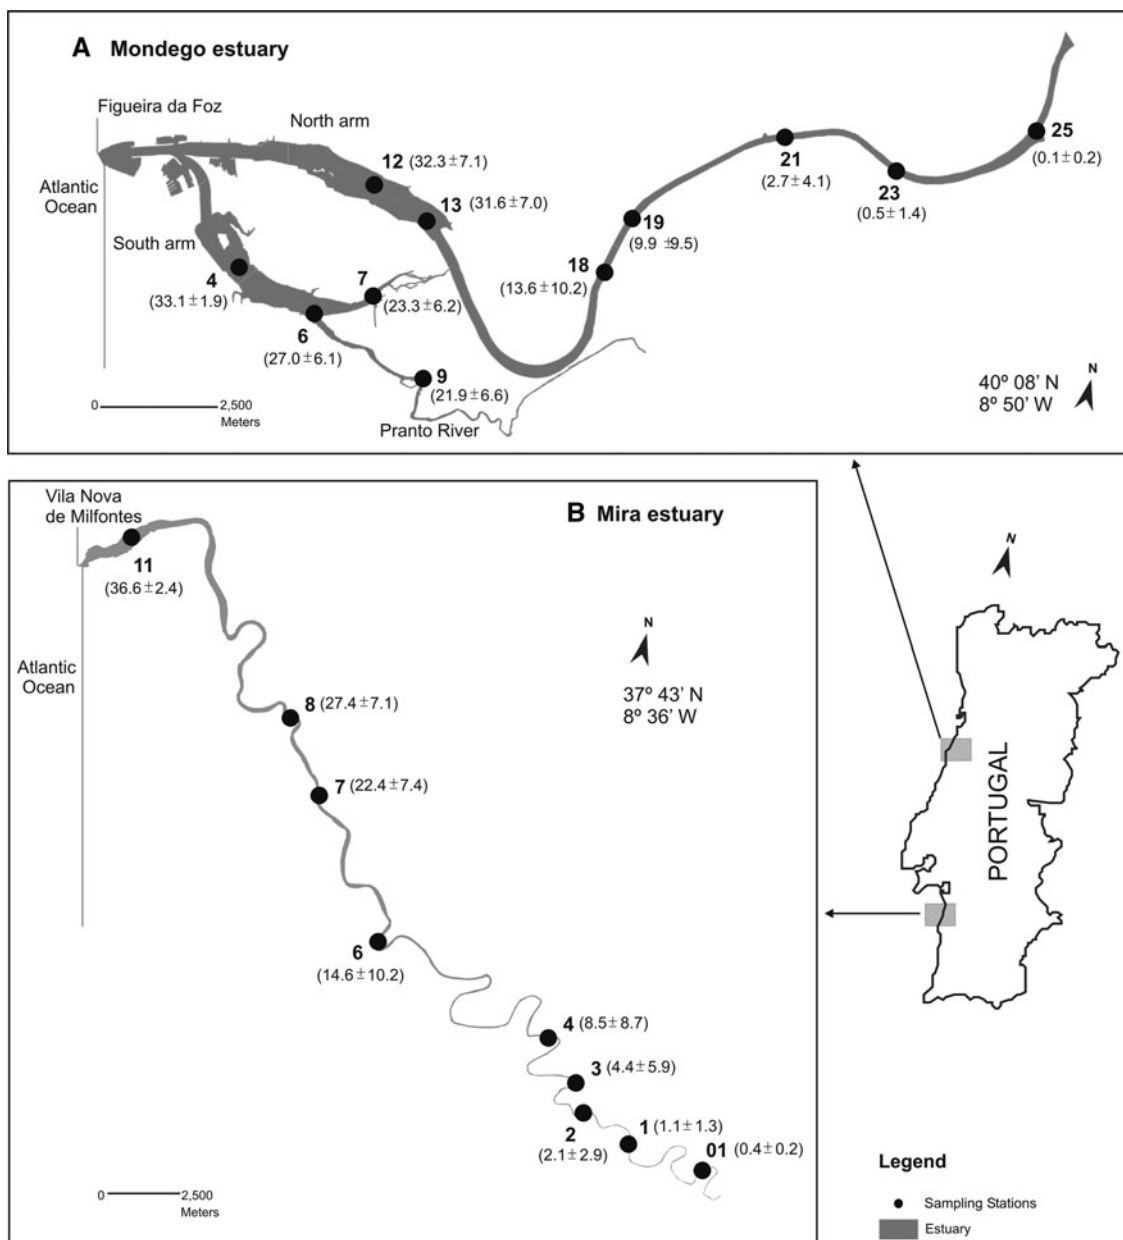 A Mondego estuary
Figueira da Foz
North arm
Atlantic
Ocean
South arm
12 (32.3±7.1)
13 (31.6±7.0)
4
(33.1±1.9)
7
(23.3±6.2)
6
(27.0±6.1)
9
(21.9±6.6)
Pranto River
18
(13.6±10.2)
19
(9.9 ±9.5)
21
(2.7±4.1)
23
(0.5±1.4)
25
(0.1±0.2)
0 2,500
Meters
40º 08’ N
8º 50’ W
N
B Mira estuary
Vila Nova
de Milfontes
11
(36.6±2.4)
Atlantic
Ocean
8 (27.4±7.1)
7 (22.4±7.4)
6
(14.6±10.2)
4 (8.5±8.7)
3 (4.4±5.9)
2
(2.1±2.9)
1 (1.1±1.3)
01 (0.4±0.2)
N
37º 43’ N
8º 36’ W
0 2,500
Meters
N
PORTUGAL
Legend
Sampling Stations
Estuary